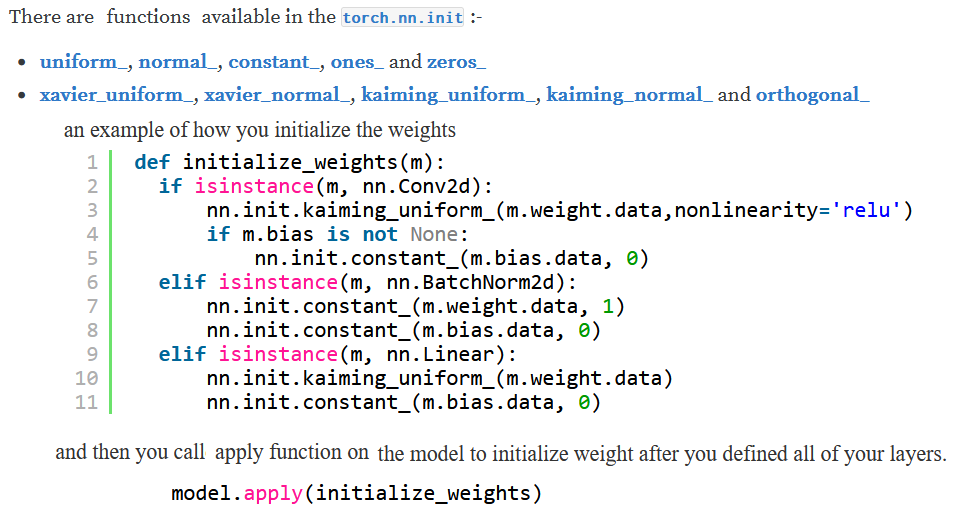 There are functions available in the torch.nn.init :-
• uniform_, normal_, constant_, ones_ and zeros_
• xavier_uniform_, xavier_normal_, kaiming_uniform_, kaiming_normal_ and orthogonal_
an example of how you initialize the weights
1 def initialize_weights(m):
2   if isinstance(m, nn.Conv2d):
3       nn.init.kaiming_uniform_(m.weight.data,nonlinearity='relu')
4       if m.bias is not None:
5           nn.init.constant_(m.bias.data, 0)
6   elif isinstance(m, nn.BatchNorm2d):
7       nn.init.constant_(m.weight.data, 1)
8       nn.init.constant_(m.bias.data, 0)
9   elif isinstance(m, nn.Linear):
10       nn.init.kaiming_uniform_(m.weight.data)
11       nn.init.constant_(m.bias.data, 0)
and then you call apply function on the model to initialize weight after you defined all of your layers.
model.apply(initialize_weights)